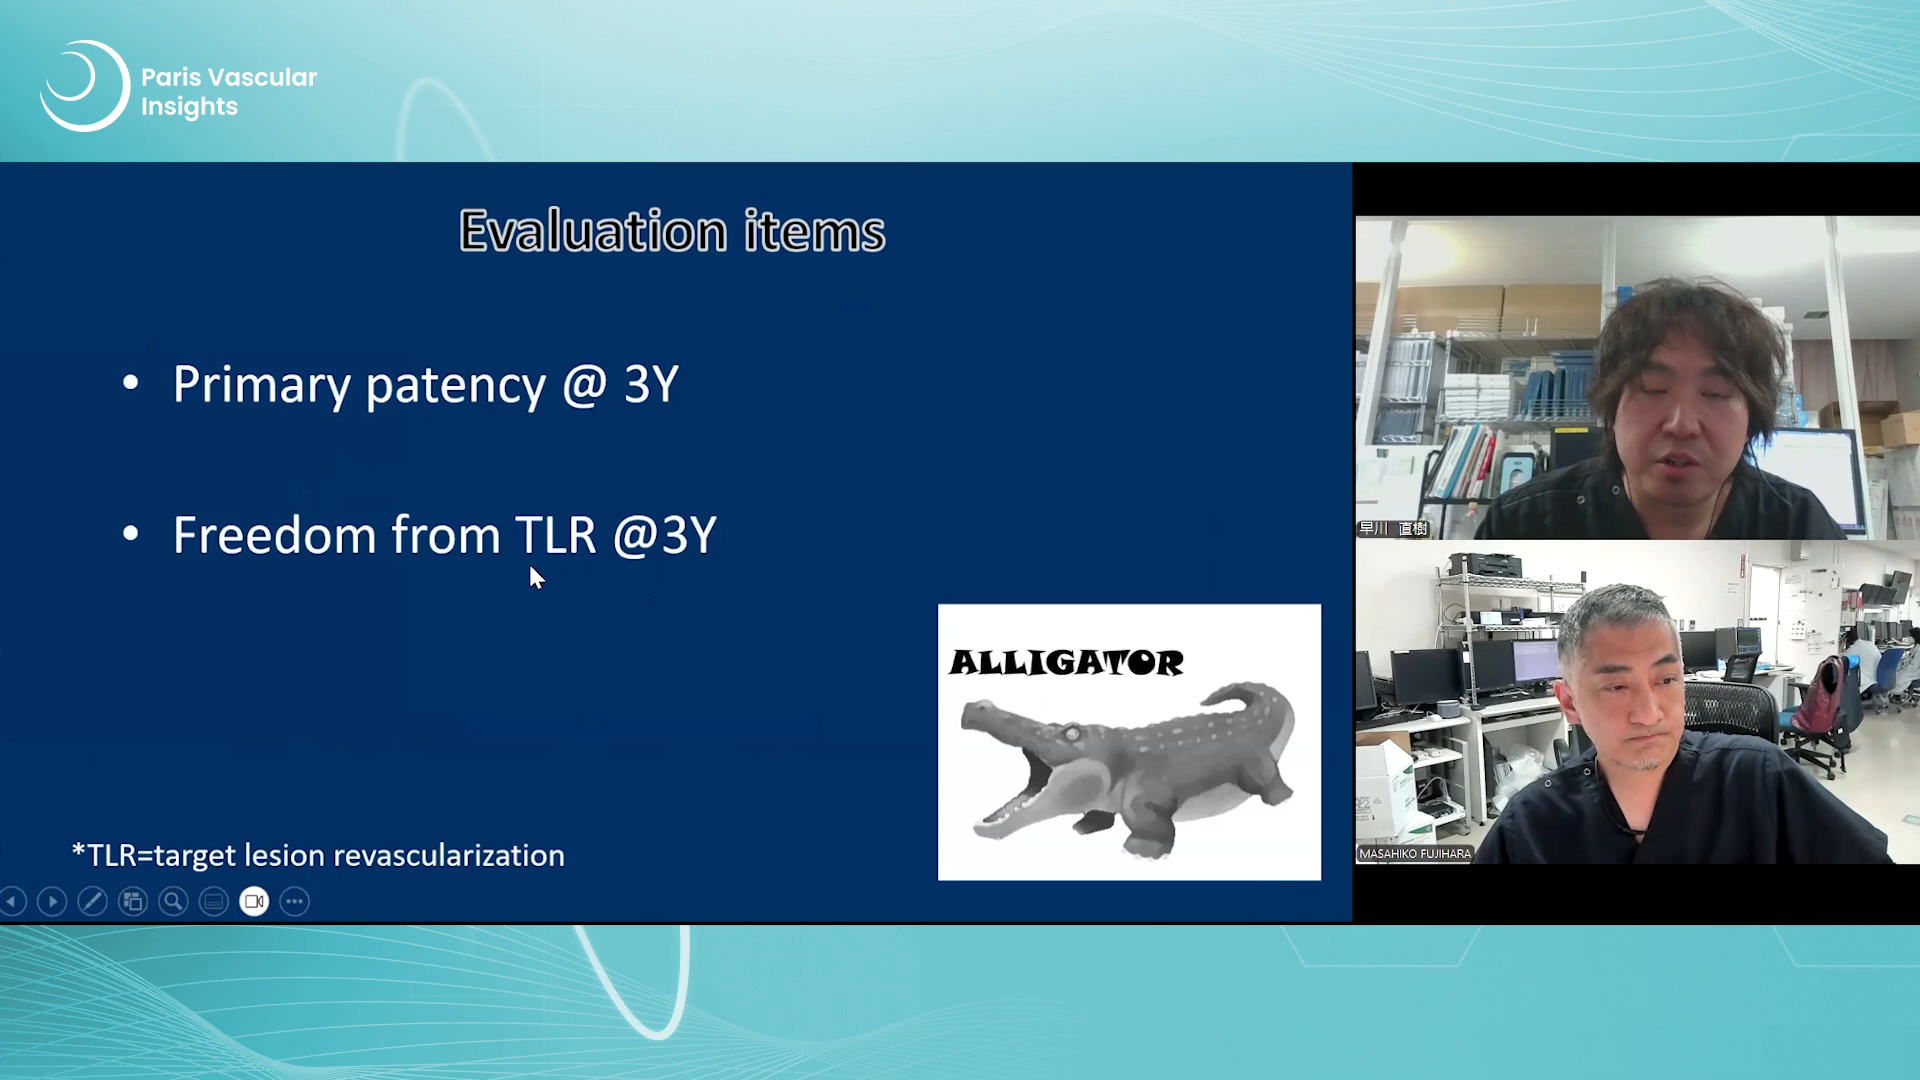 Paris Vascular
Insights
Evaluation items
• Primary patency @ 3Y
• Freedom from TLR @3Y
ALLIGATOR
*TLR=target lesion revascularization
早川 直樹
MASAHIKO FUJIHARA